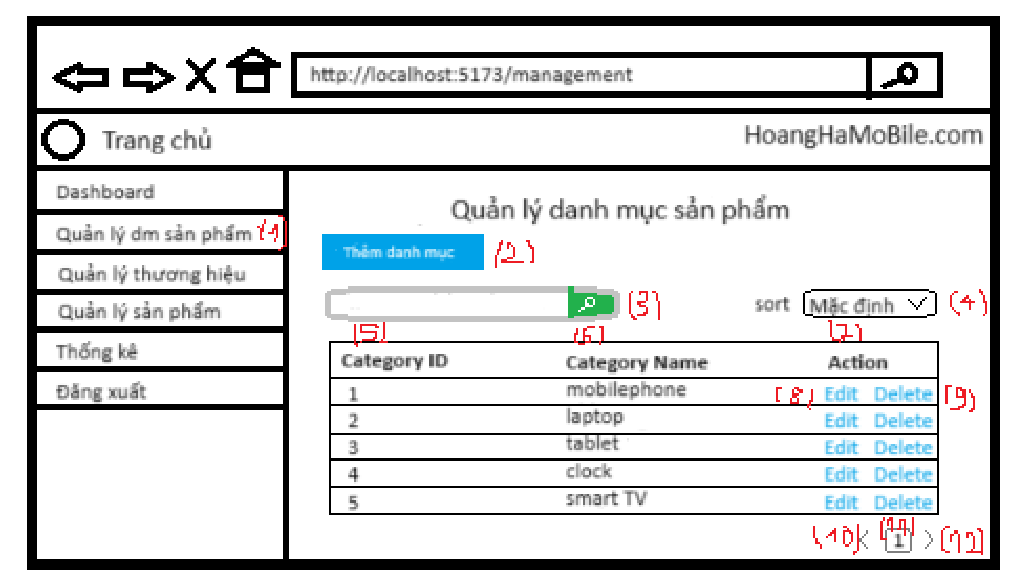 http://localhost:5173/management
Trang chủ
HoangHaMoBile.com
Dashboard
Quản lý dm sản phẩm (1)
Quản lý thương hiệu
Quản lý sản phẩm
Thống kê
Đăng xuất
Quản lý danh mục sản phẩm
Thêm danh mục (2)
(3)
sort Mặc định (4)
(5) (6) (7)
Category ID Category Name Action
1 mobilephone (8) Edit Delete (9)
2 laptop Edit Delete
3 tablet Edit Delete
4 clock Edit Delete
5 smart TV Edit Delete
(11)
(10) < 1 > (12)